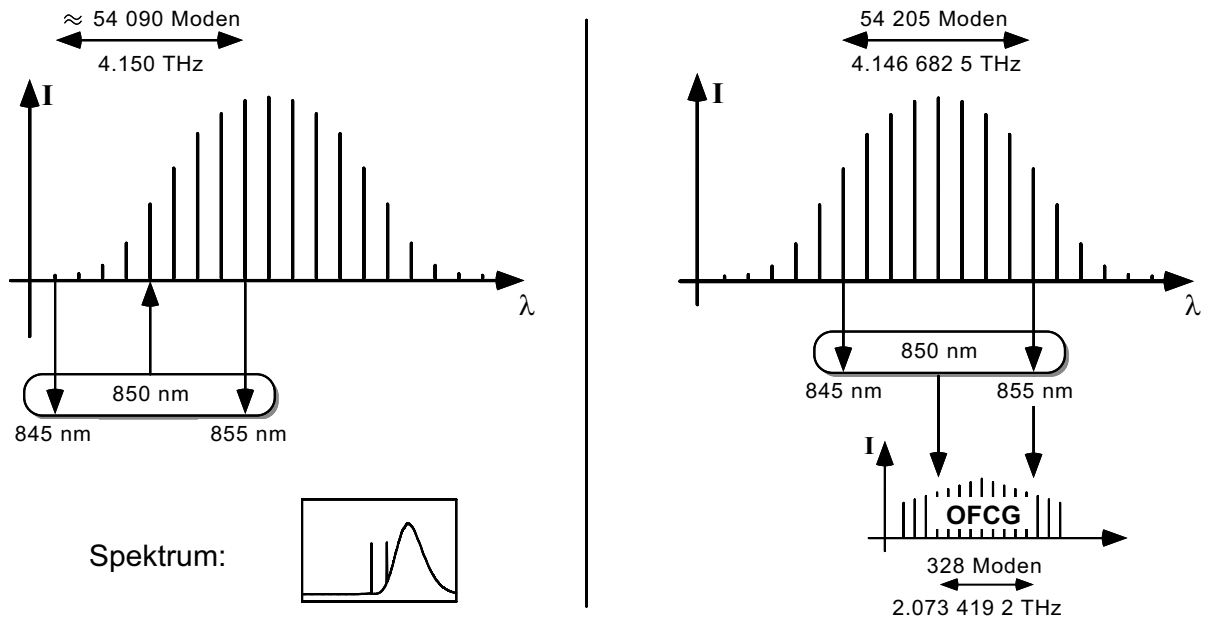 ≈ 54 090 Moden
4.150 THz
I
λ
850 nm
845 nm 855 nm
Spektrum:
54 205 Moden
4.146 682 5 THz
I
λ
850 nm
845 nm 855 nm
I
OFCG
328 Moden
2.073 419 2 THz